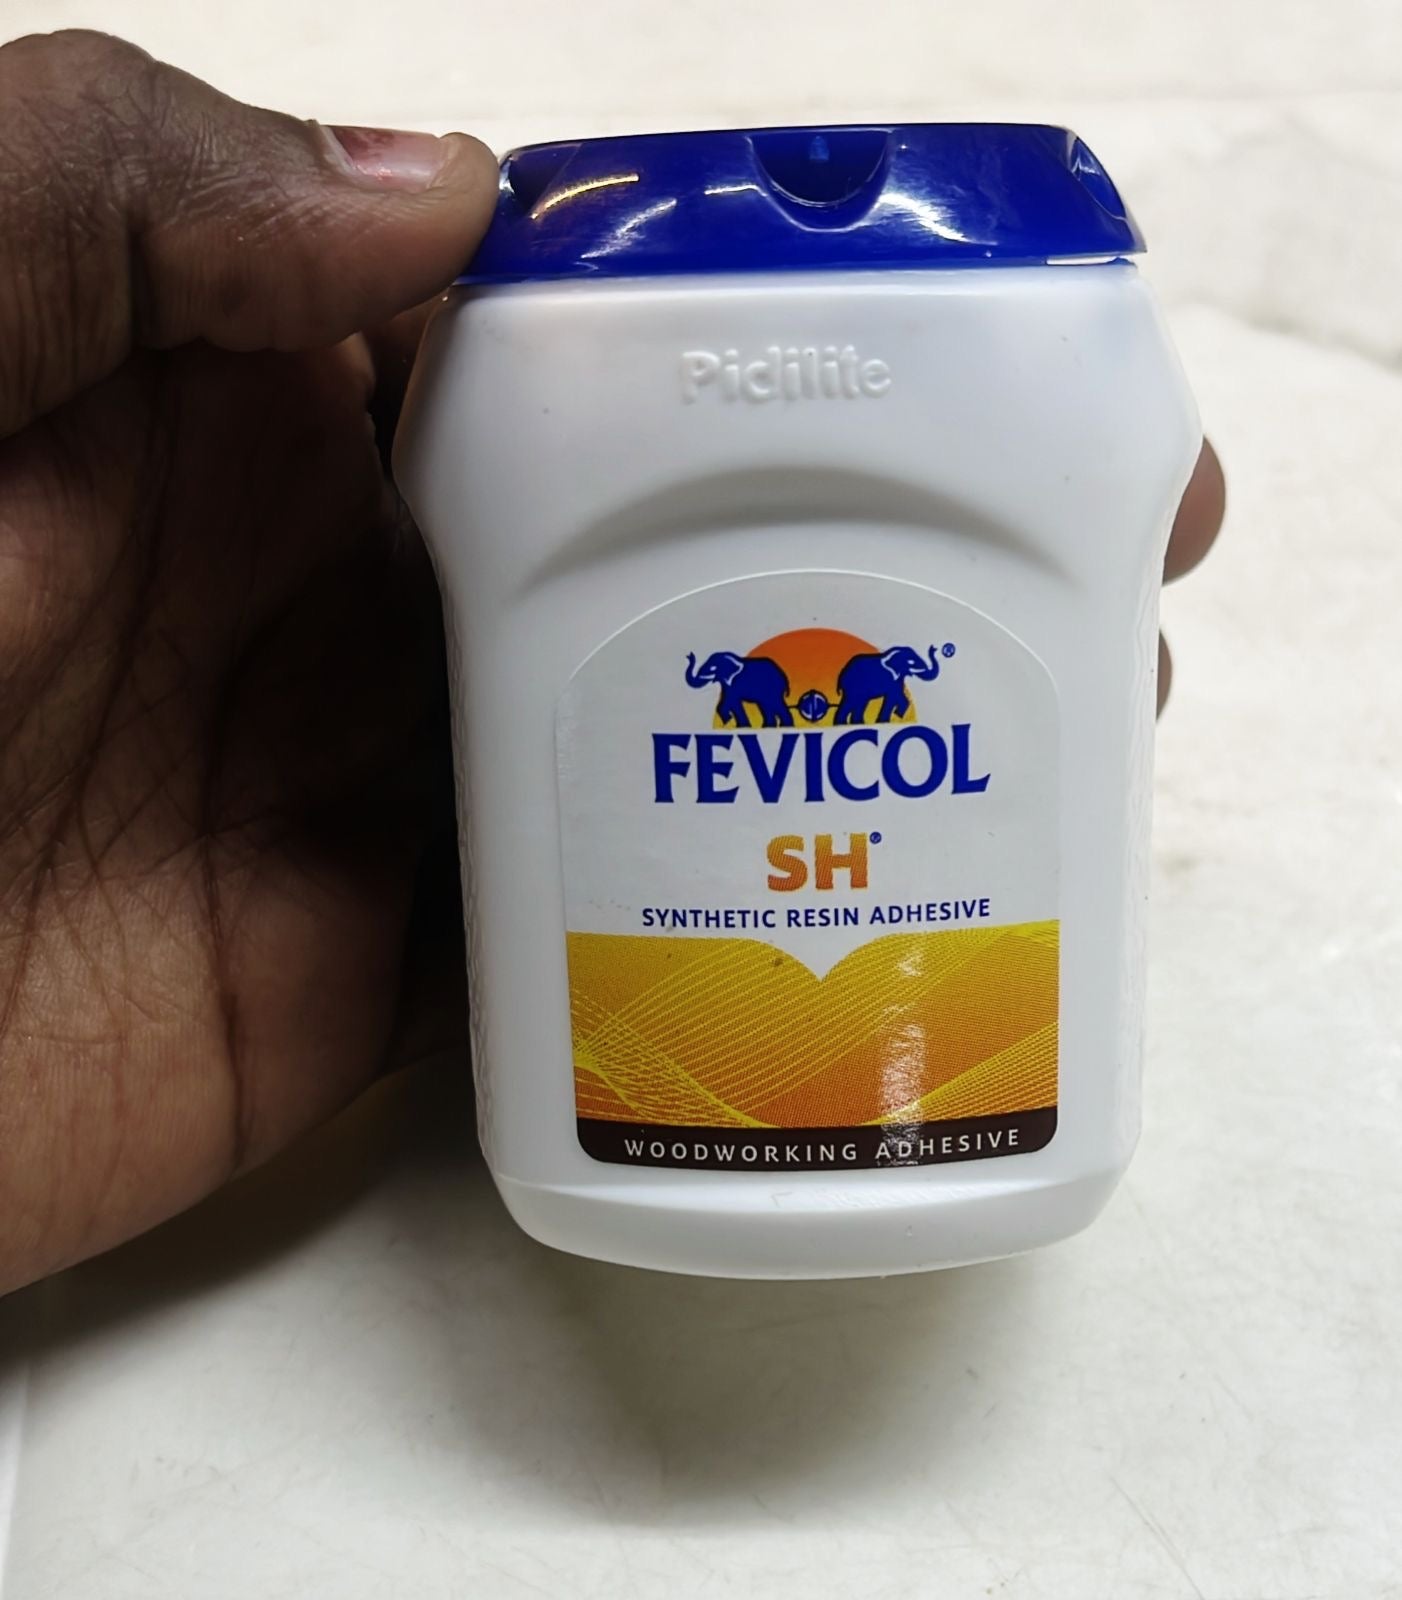 Pidilite
FEVICOL
SH
SYNTHETIC RESIN ADHESIVE
WOODWORKING ADHESIVE